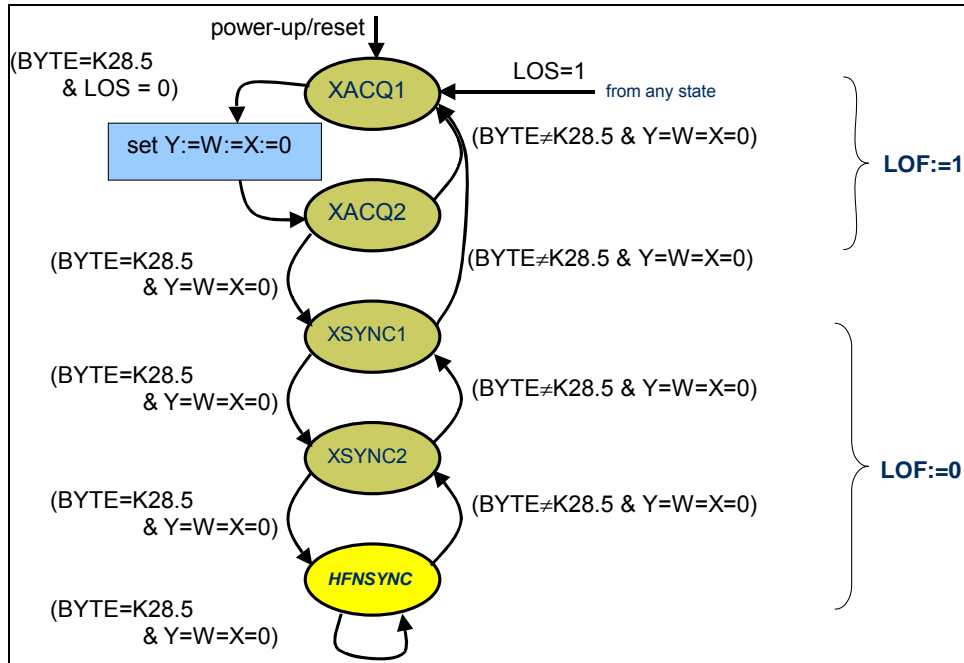 power-up/reset
(BYTE=K28.5
& LOS = 0)
XACQ1
LOS=1
from any state
set Y:=W:=X:=0
(BYTE≠K28.5 & Y=W=X=0)
LOF:=1
XACQ2
(BYTE=K28.5
& Y=W=X=0)
(BYTE≠K28.5 & Y=W=X=0)
XSYNC1
(BYTE=K28.5
& Y=W=X=0)
(BYTE≠K28.5 & Y=W=X=0)
XSYNC2
LOF:=0
(BYTE=K28.5
& Y=W=X=0)
(BYTE≠K28.5 & Y=W=X=0)
HFNSYNC
(BYTE=K28.5
& Y=W=X=0)